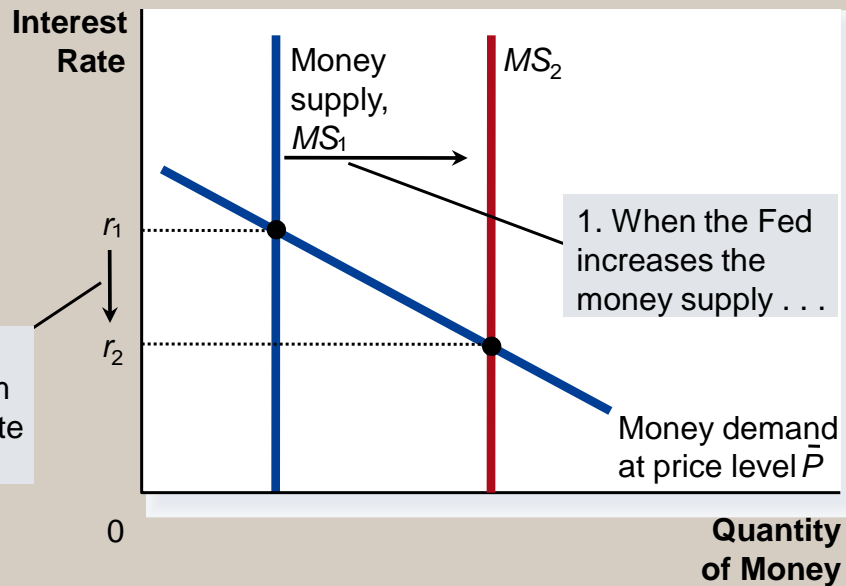 Interest
Rate
Money
supply,
MS₁
MS₂
1. When the Fed
increases the
money supply . . .
r₁
r₂
Money demand
at price level P̄
0
Quantity
of Money